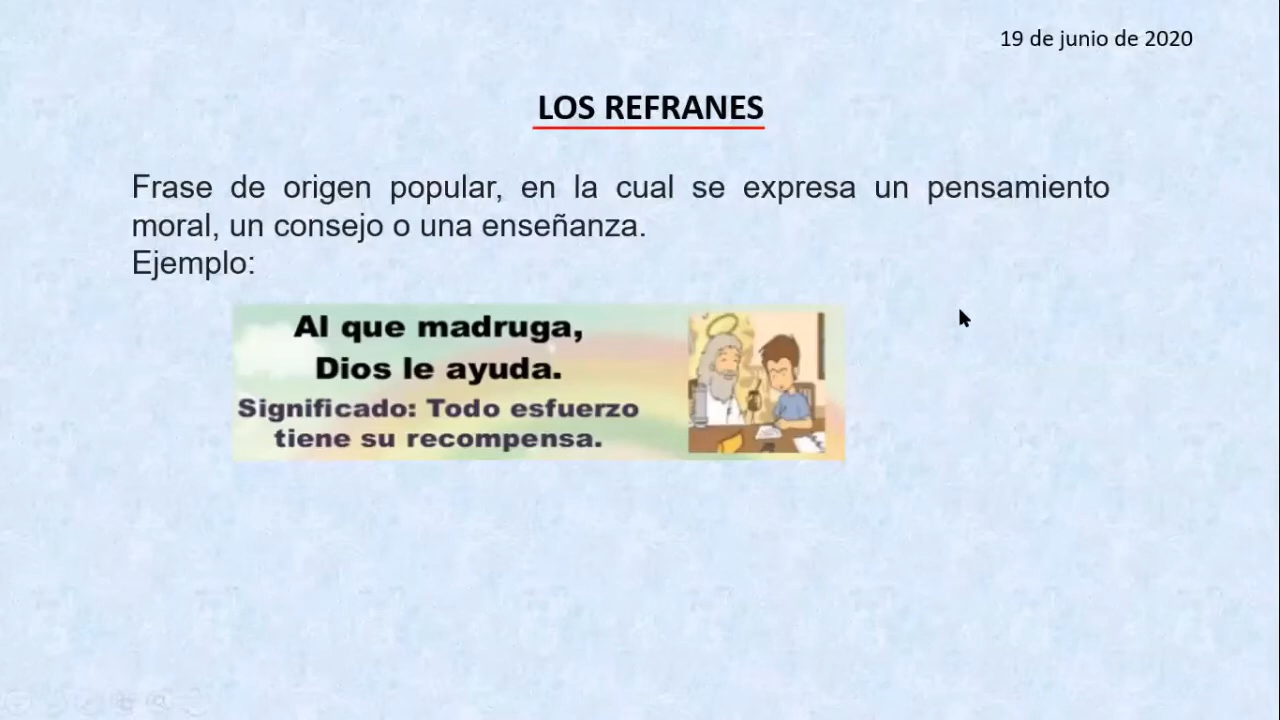 19 de junio de 2020
LOS REFRANES
Frase de origen popular, en la cual se expresa un pensamiento
moral, un consejo o una enseñanza.
Ejemplo:
Al que madruga,
Dios le ayuda.
Significado: Todo esfuerzo
tiene su recompensa.